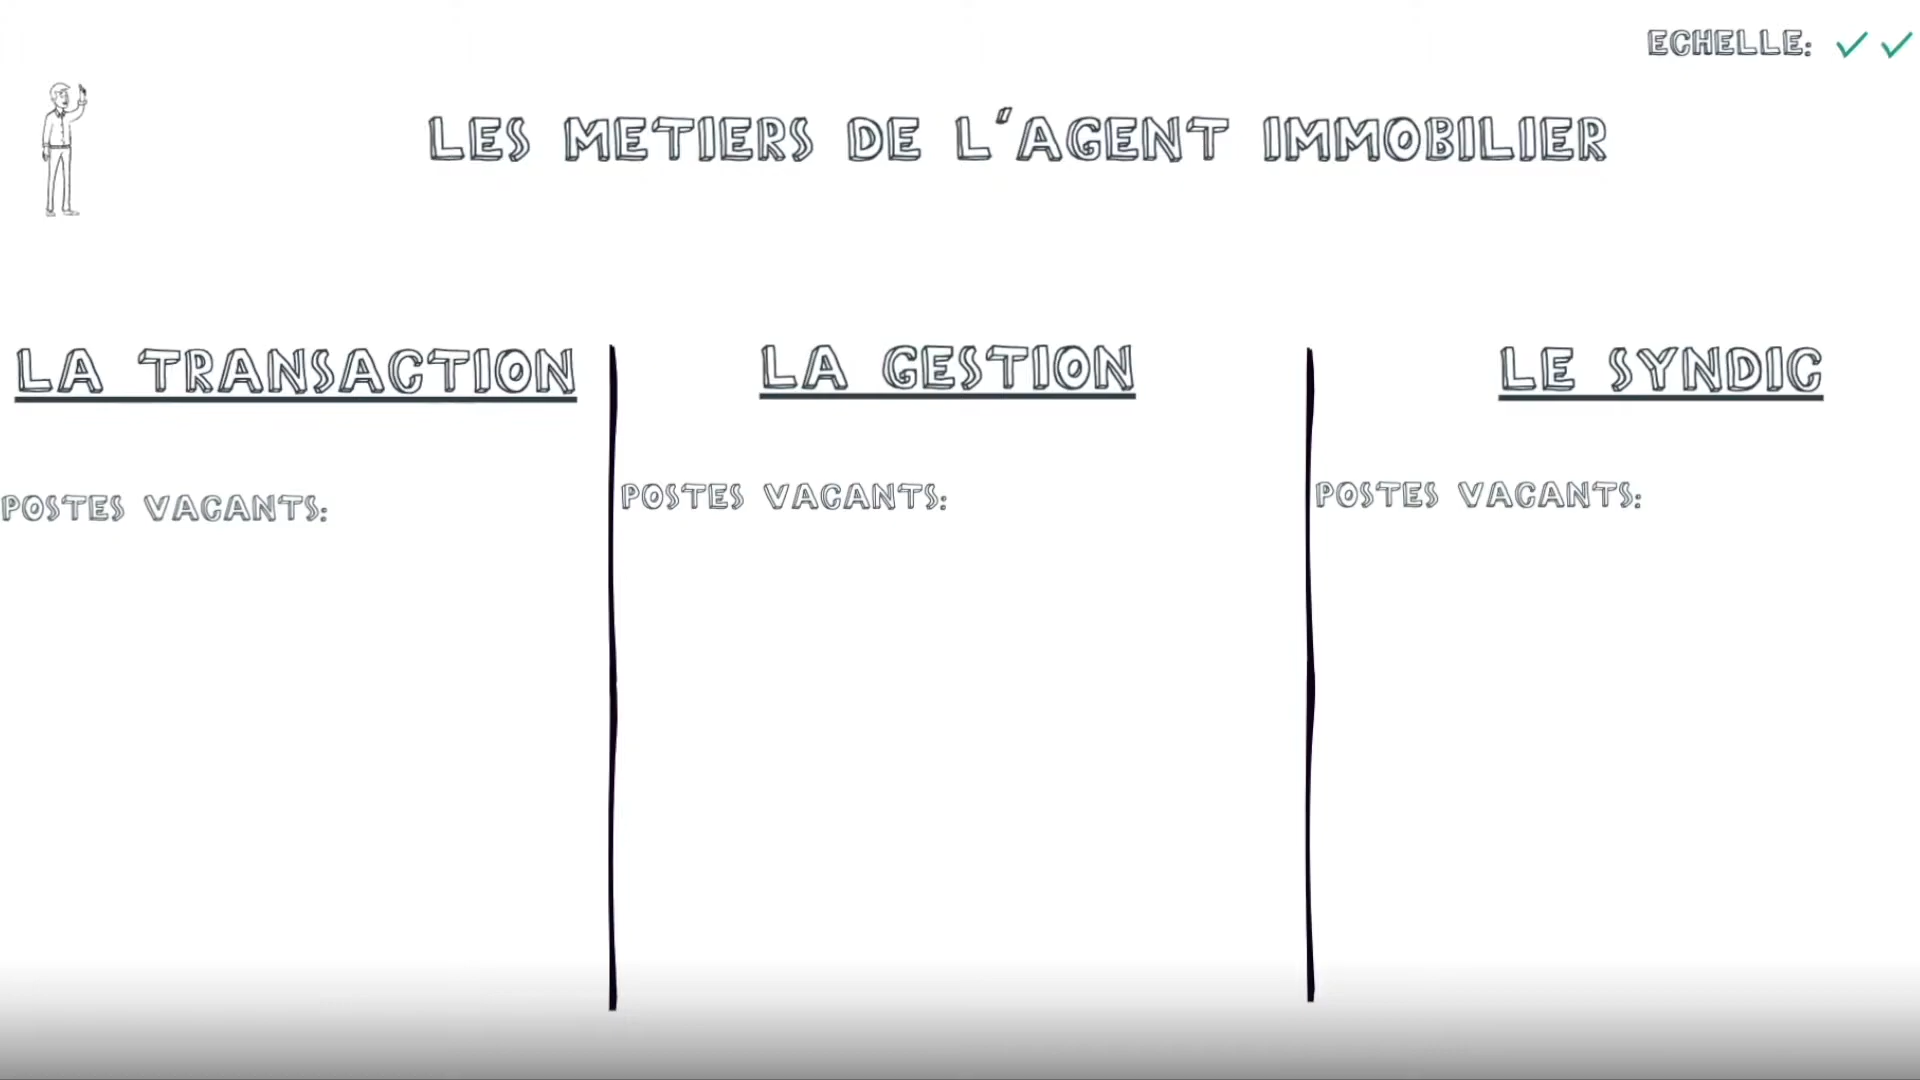 ECHELLE: ✓ ✓
LES METIERS DE L'AGENT IMMOBILIER
LA TRANSACTION
LA GESTION
LE SYNDIC
POSTES VACANTS:
POSTES VACANTS:
POSTES VACANTS: